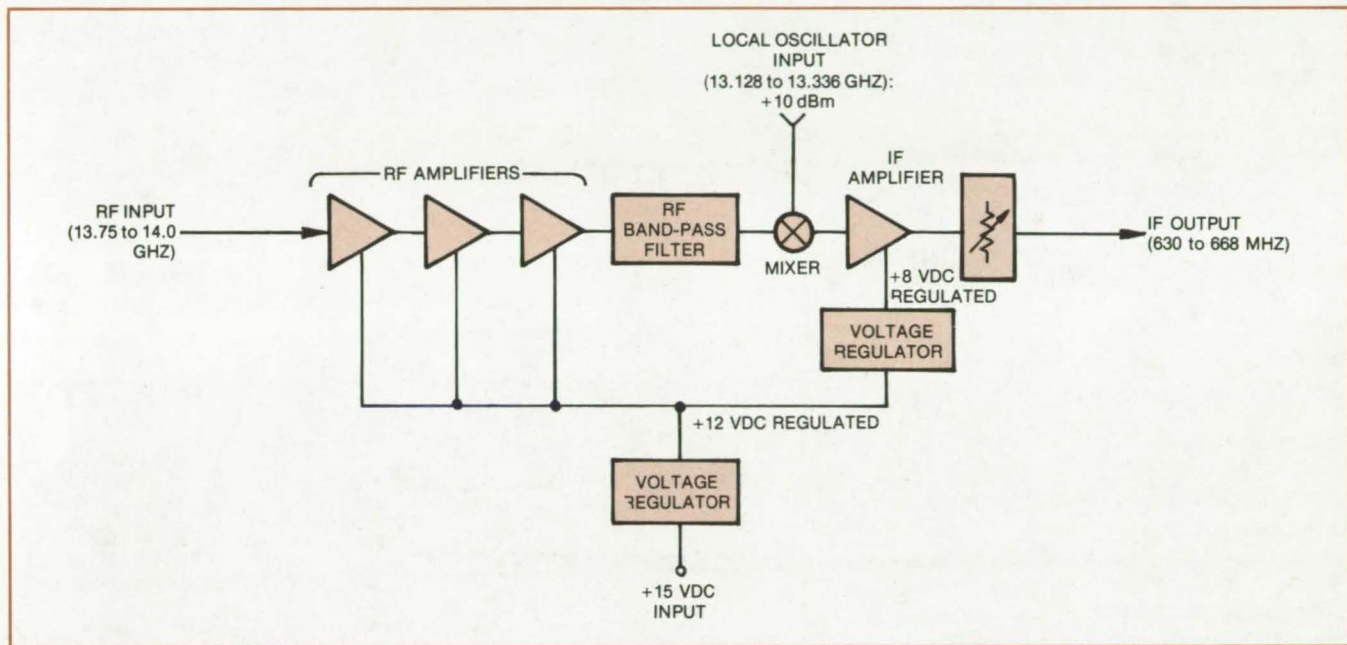 LOCAL OSCILLATOR
INPUT
(13.128 to 13.336 GHZ):
+10 dBm
RF AMPLIFIERS
IF
AMPLIFIER
RF INPUT
(13.75 to 14.0
GHZ)
RF
BAND-PASS
FILTER
MIXER
IF OUTPUT
(630 to 668 MHZ)
+8 VDC
REGULATED
VOLTAGE
REGULATOR
+12 VDC REGULATED
VOLTAGE
REGULATOR
+15 VDC
INPUT